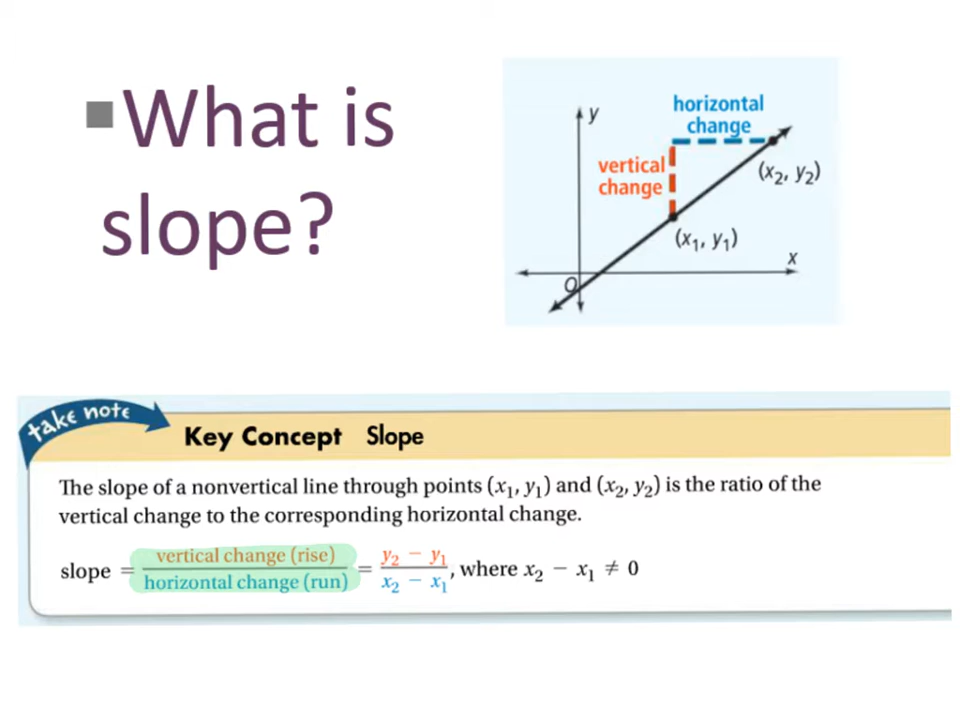 ▪What is
slope?
y
horizontal
change
vertical
change
(x₂, y₂)
(x₁, y₁)
x
O
take note
Key Concept Slope
The slope of a nonvertical line through points (x₁, y₁) and (x₂, y₂) is the ratio of the
vertical change to the corresponding horizontal change.
slope = vertical change (rise) / horizontal change (run) = y₂ − y₁ / x₂ − x₁, where x₂ − x₁ ≠ 0